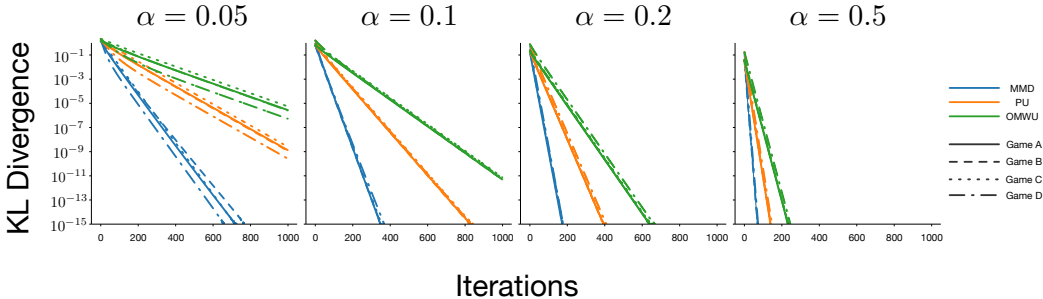 α = 0.05 α = 0.1 α = 0.2 α = 0.5
KL Divergence
10⁻¹
10⁻³
10⁻⁵
10⁻⁷
10⁻⁹
10⁻¹¹
10⁻¹³
10⁻¹⁵
0 200 400 600 800 1000 0 200 400 600 800 1000 0 200 400 600 800 1000 0 200 400 600 800 1000
Iterations
MMD
PU
OMWU
Game A
Game B
Game C
Game D